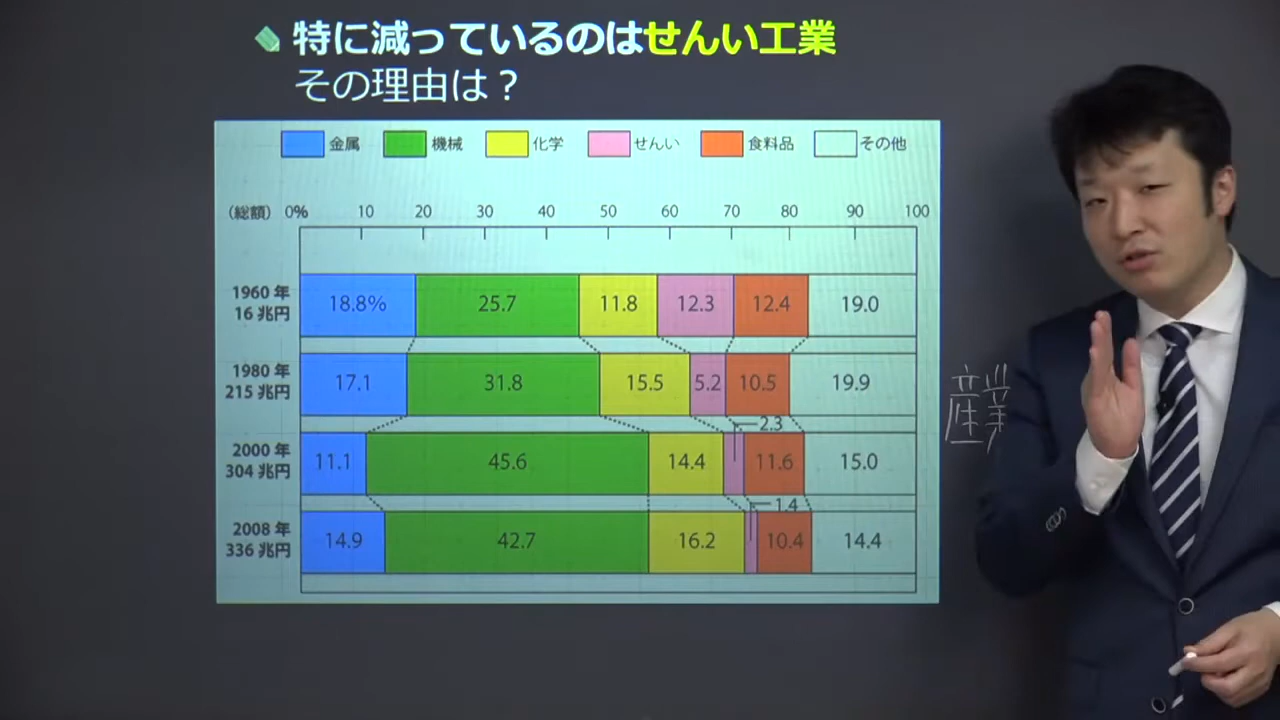 特に減っているのはせんい工業
その理由は？
金属 機械 化学 せんい 食料品 その他
（総額） 0% 10 20 30 40 50 60 70 80 90 100
1960 年
16 兆円
18.8% 25.7 11.8 12.3 12.4 19.0
1980 年
215 兆円
17.1 31.8 15.5 5.2 10.5 19.9
2.3
2000 年
304 兆円
11.1 45.6 14.4 11.6 15.0
1.4
2008 年
336 兆円
14.9 42.7 16.2 10.4 14.4
産業